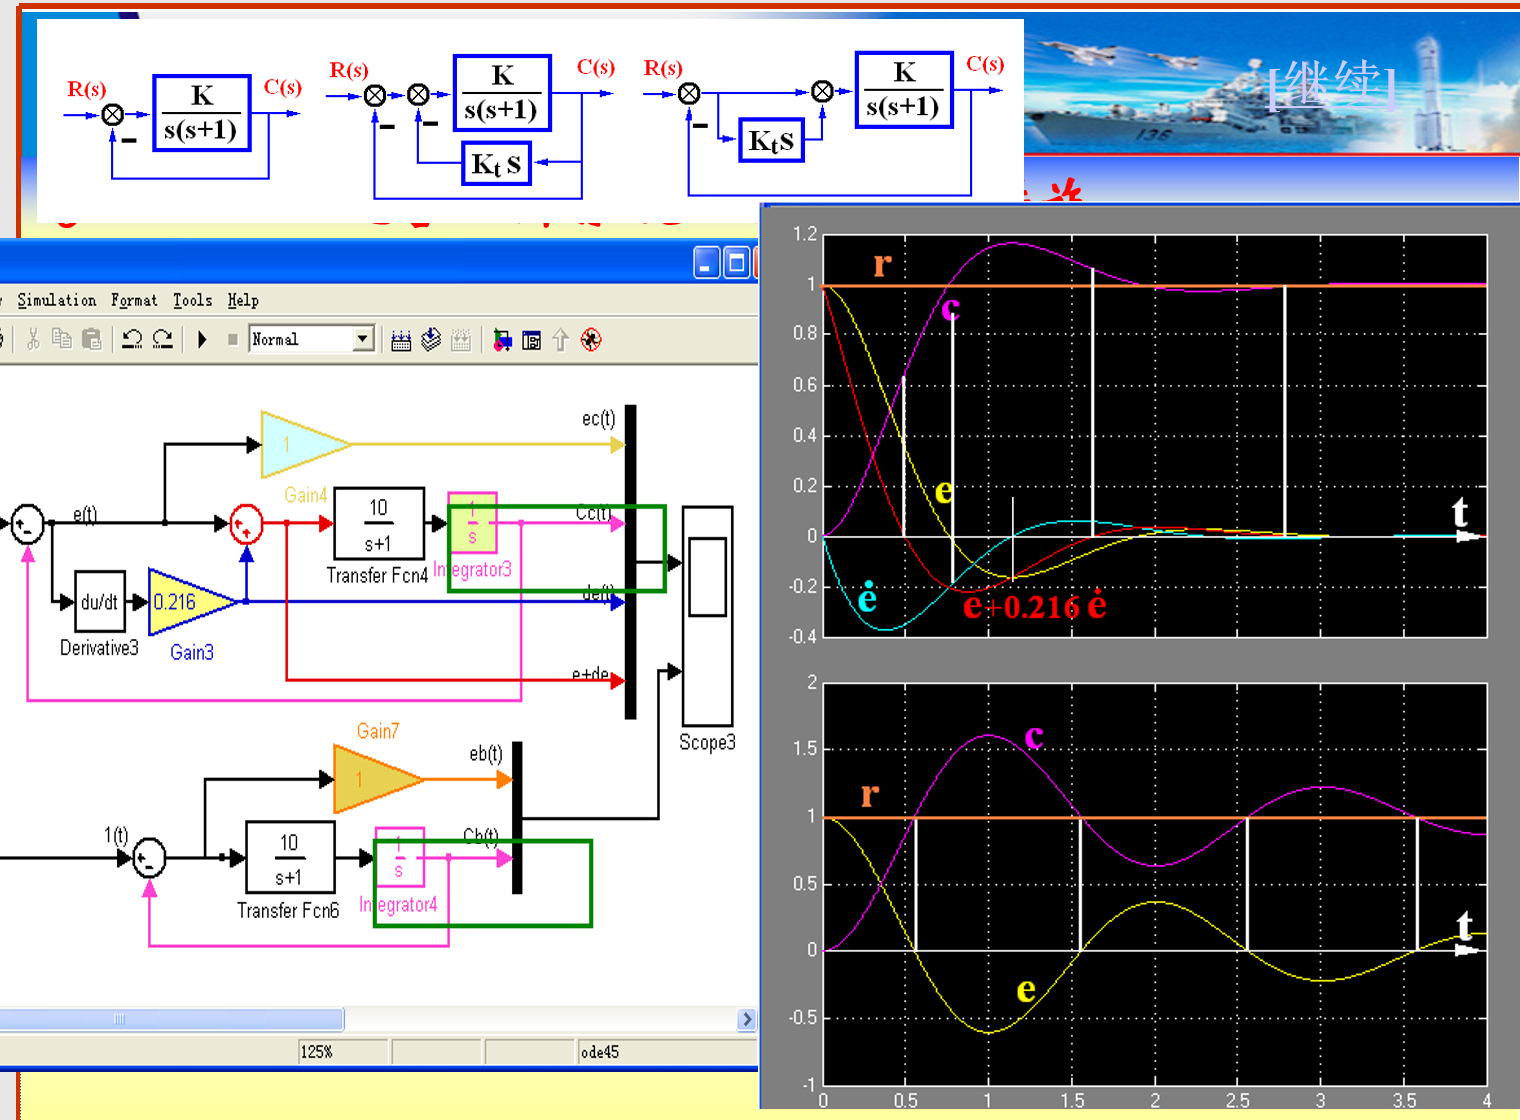 [继续]
R(s)
K
s(s+1)
C(s)
R(s)
K
s(s+1)
C(s)
Kt s
R(s)
K
s(s+1)
C(s)
Kts
Simulation Format Tools Help
Normal
ec(t)
1
Gain4
e(t)
10
s+1
Transfer Fcn4
1
s
Integrator3
Cc(t)
du/dt
Derivative3
0.216
Gain3
de(t)
e+de
Scope3
Gain7
1
eb(t)
1(t)
10
s+1
Transfer Fcn6
1
s
Integrator4
Cb(t)
125%
ode45
1.2
1
0.8
0.6
0.4
0.2
0
-0.2
-0.4
r
c
e
t
ė
e+0.216 ė
2
1.5
1
0.5
0
-0.5
-1
r
c
e
t
0 0.5 1 1.5 2 2.5 3 3.5 4